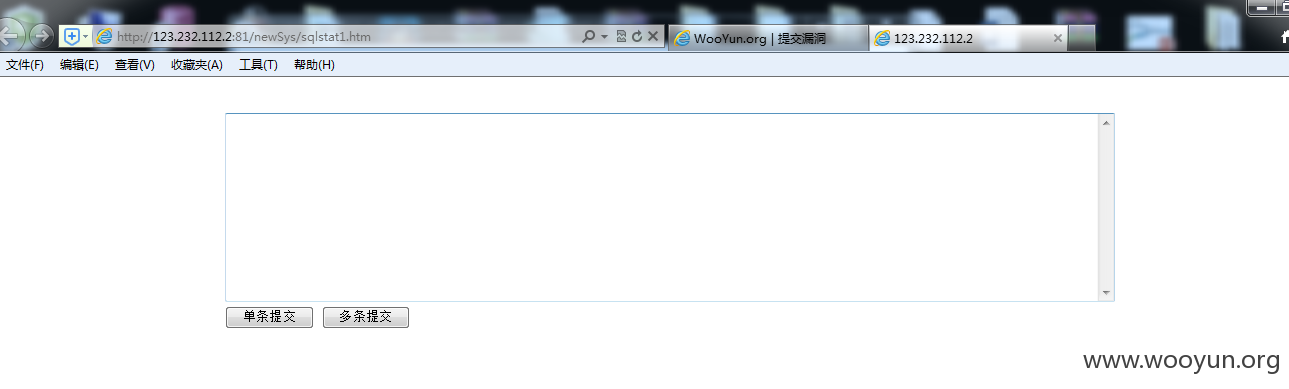 http://123.232.112.2:81/newSys/sqlstat1.htm
WooYun.org | 提交漏洞
123.232.112.2
文件(F) 编辑(E) 查看(V) 收藏夹(A) 工具(T) 帮助(H)
单条提交 多条提交
www.wooyun.org